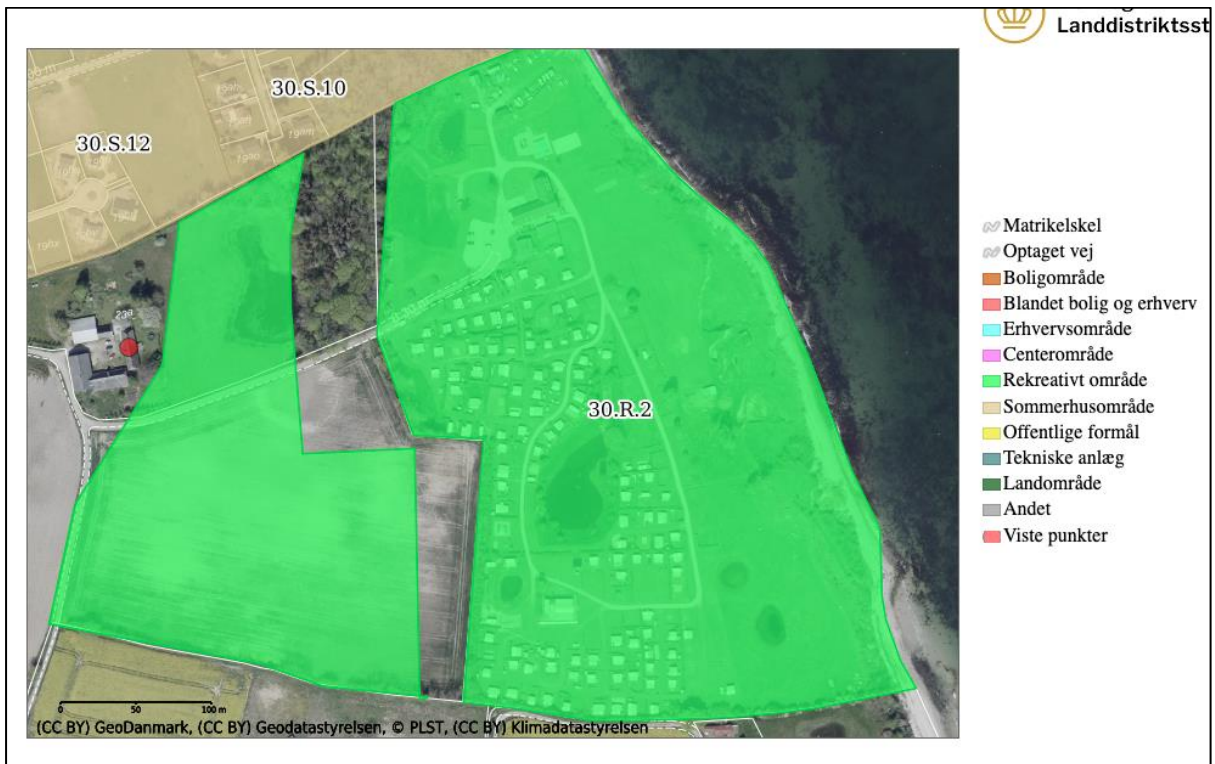 Landdistriktsst
30.S.10
30.S.12
23a
30.R.2
Matrikelskel
Optaget vej
Boligområde
Blandet bolig og erhverv
Erhvervsområde
Centerområde
Rekreativt område
Sommerhusområde
Offentlige formål
Tekniske anlæg
Landområde
Andet
Viste punkter
0 50 100 m
(CC BY) GeoDanmark, (CC BY) Geodatastyrelsen, © PLST, (CC BY) Klimadatastyrelsen